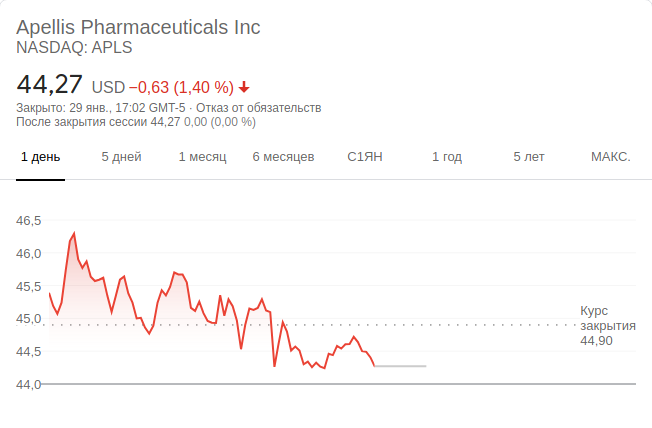 Apellis Pharmaceuticals Inc
NASDAQ: APLS
44,27 USD −0,63 (1,40 %)
Закрыто: 29 янв., 17:02 GMT-5 · Отказ от обязательств
После закрытия сессии 44,27 0,00 (0,00 %)
1 день 5 дней 1 месяц 6 месяцев С1ЯН 1 год 5 лет МАКС.
46,5
46,0
45,5
45,0
44,5
44,0
Курс
закрытия
44,90